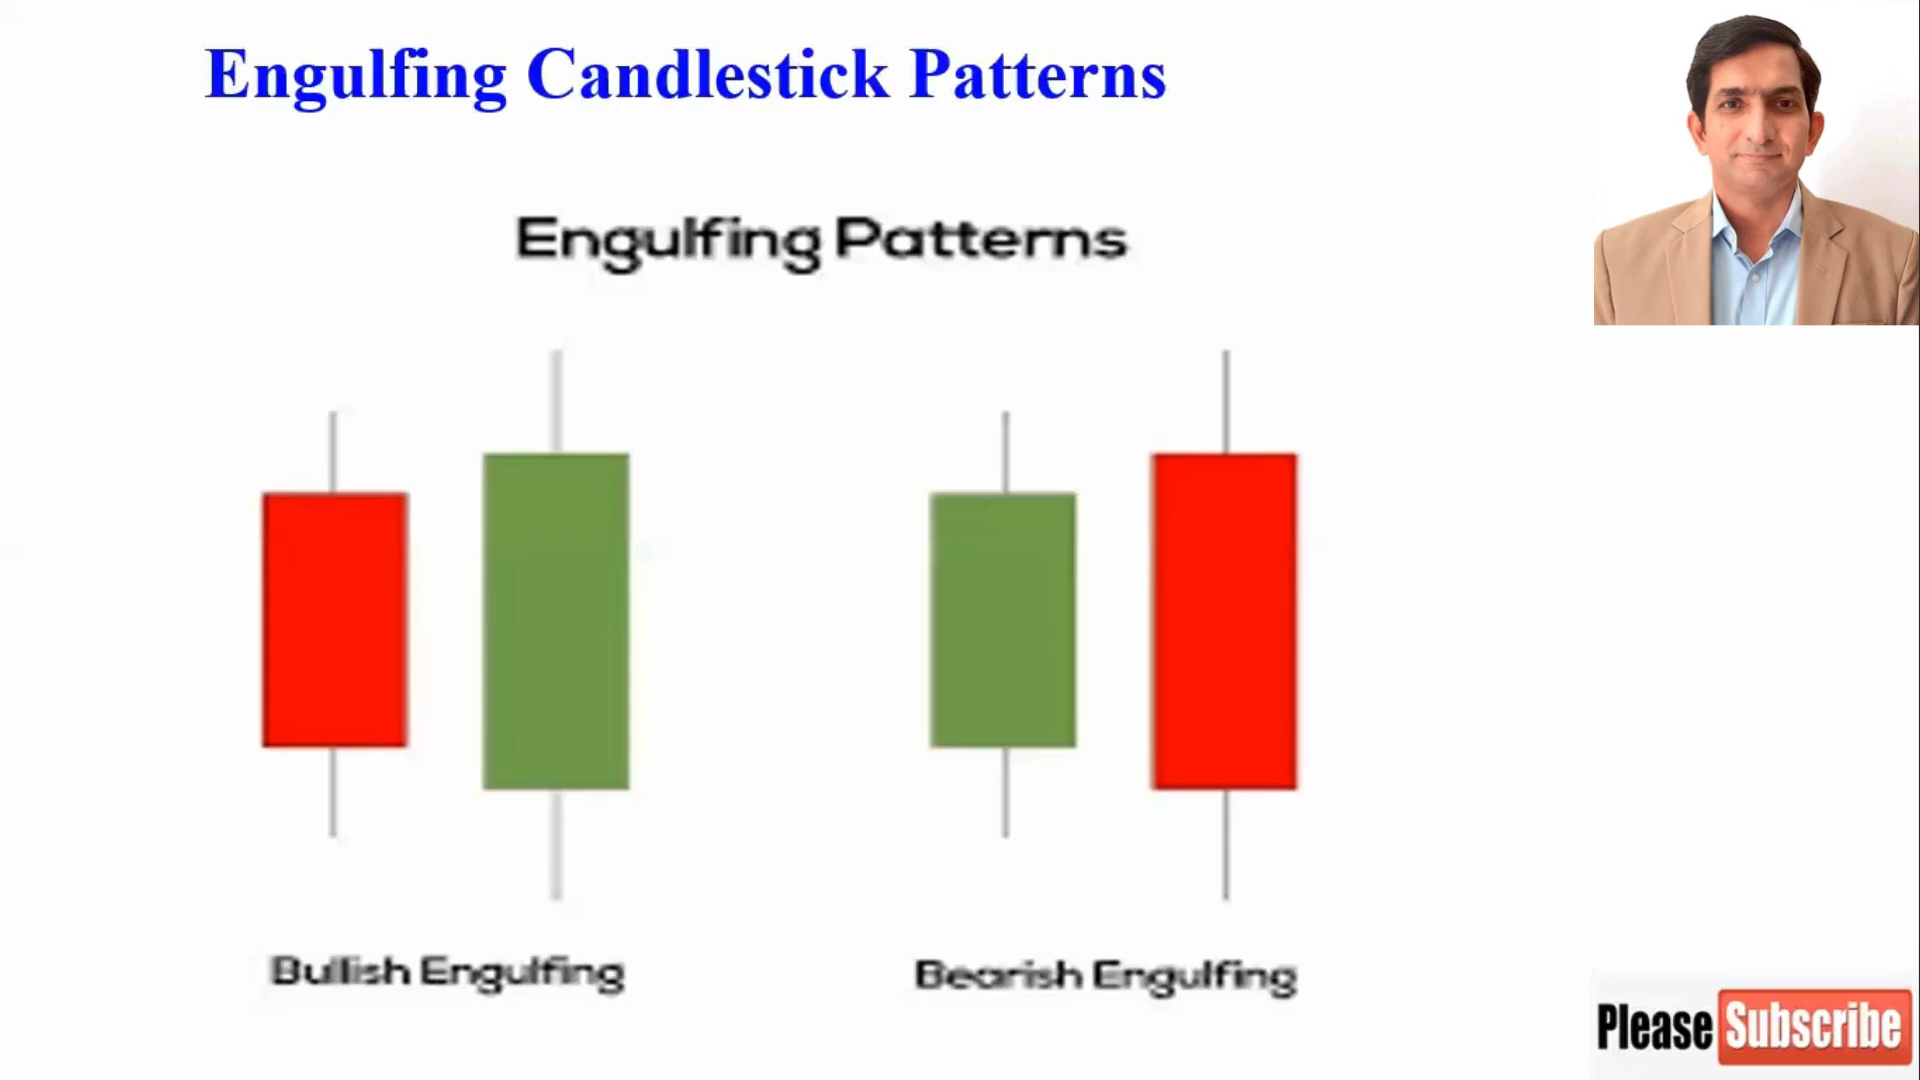 Engulfing Candlestick Patterns
Engulfing Patterns
Bullish Engulfing
Bearish Engulfing
Please Subscribe